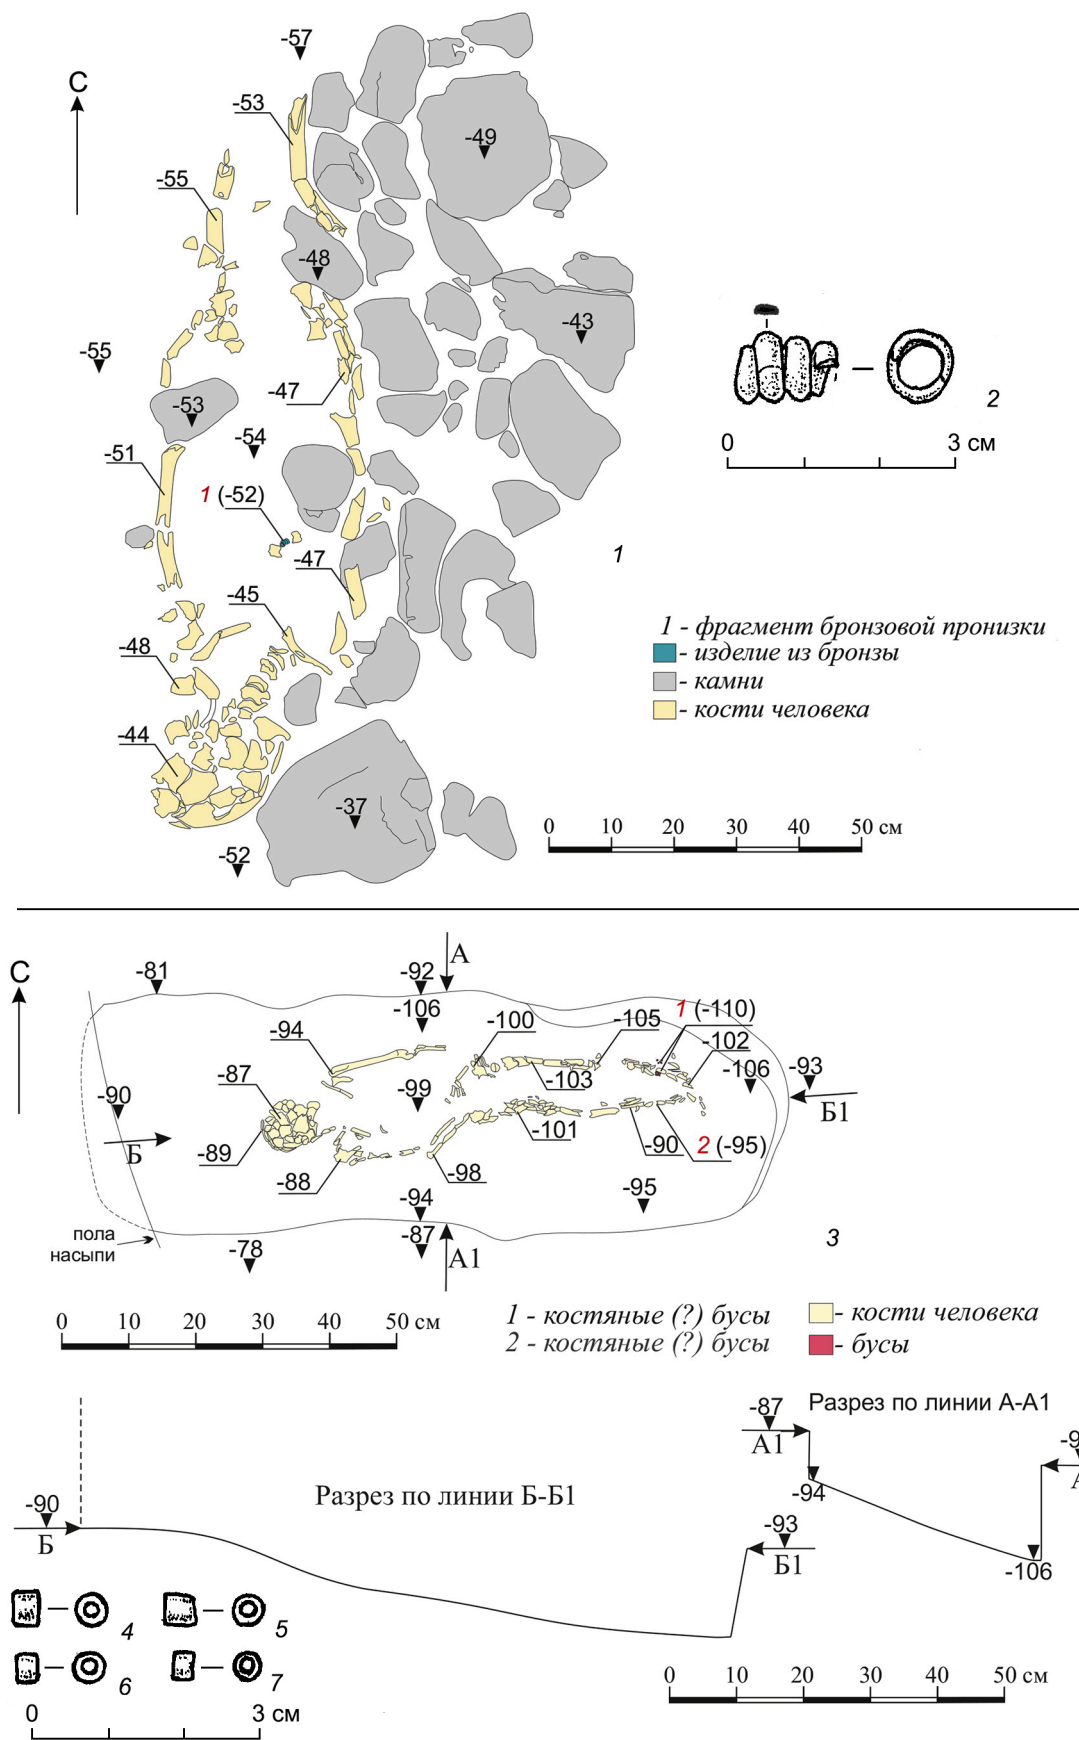 -57
С
-53
-49
-55
-48
-43
-55
-47
-53
-54
-51
1 (-52)
-47
-45
-48
-44
-37
-52
2
0 3 см
1
1 - фрагмент бронзовой пронизки
- изделие из бронзы
- камни
- кости человека
0 10 20 30 40 50 см
С
-81
-92
А
-106
-94
-100
-105
1 (-110)
-102
-87
-103
-106
-93
-90
-99
Б1
Б
-101
-90
2 (-95)
-89
-88
-98
-94
-95
пола
насыпи
-78
-87
А1
3
0 10 20 30 40 50 см
1 - костяные (?) бусы
2 - костяные (?) бусы
- кости человека
- бусы
Разрез по линии А-А1
-87
А1
-94
-106
Разрез по линии Б-Б1
-90
Б
-93
Б1
4
5
6
7
0 3 см
0 10 20 30 40 50 см